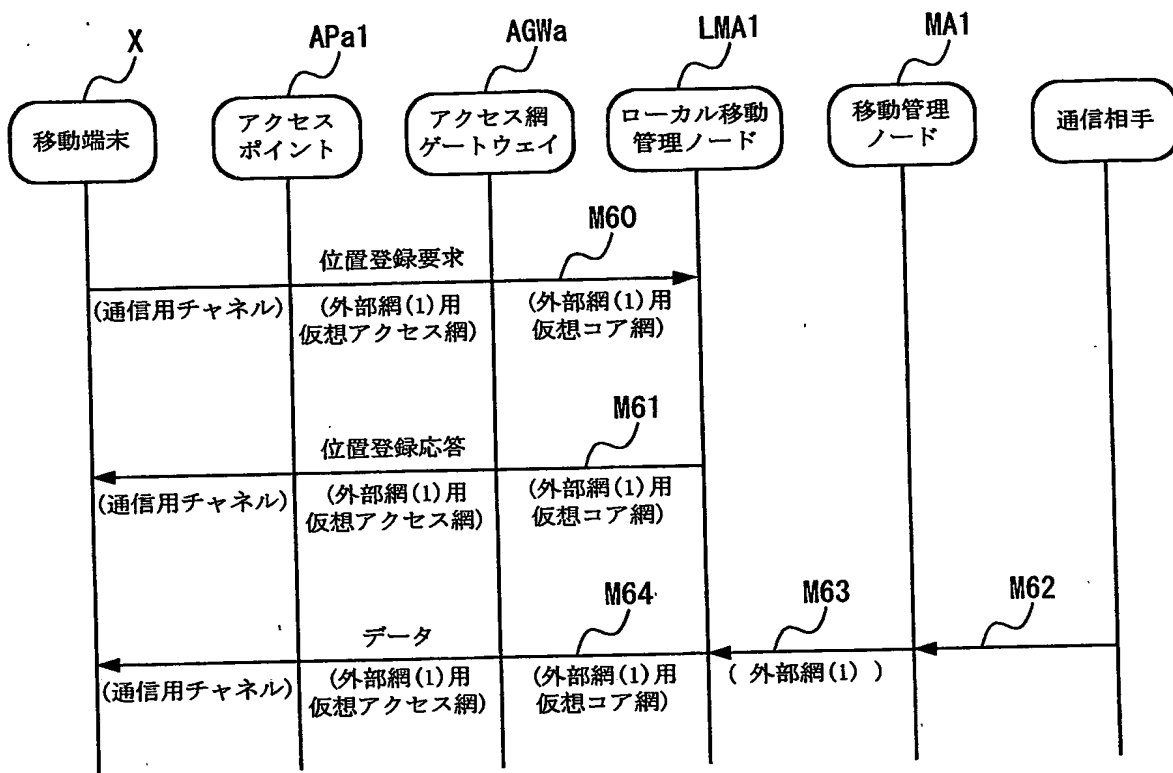 X
APa1
AGWa
LMA1
MA1
移動端末
アクセス
ポイント
アクセス網
ゲートウェイ
ローカル移動
管理ノード
移動管理
ノード
通信相手
M60
位置登録要求
(通信用チャネル)
(外部網(1)用
仮想アクセス網)
(外部網(1)用
仮想コア網)
M61
位置登録応答
(通信用チャネル)
(外部網(1)用
仮想アクセス網)
(外部網(1)用
仮想コア網)
M64
M63
M62
データ
(通信用チャネル)
(外部網(1)用
仮想アクセス網)
(外部網(1)用
仮想コア網)
( 外部網(1) )